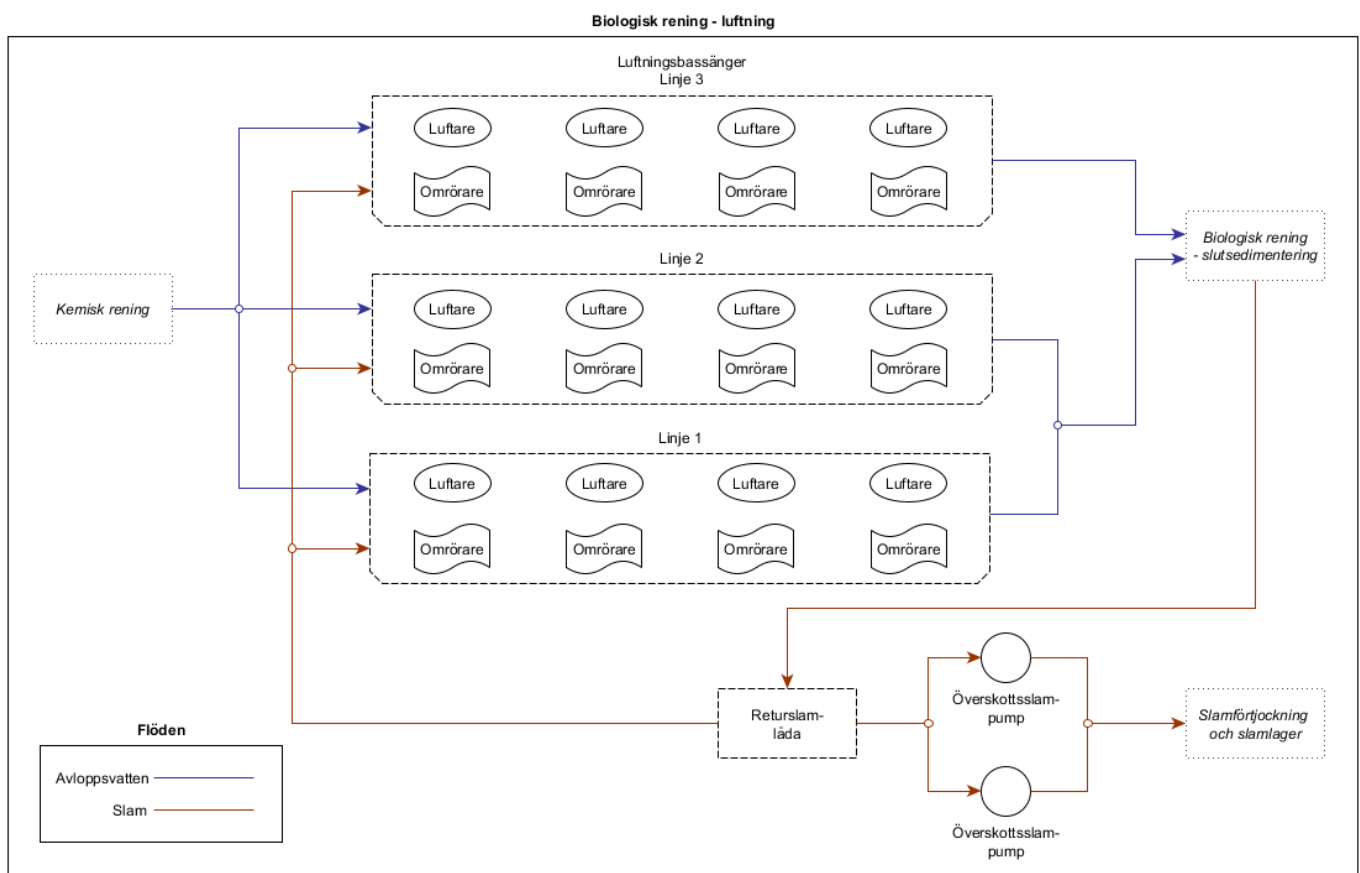 Biologisk rening - luftning
Luftningsbassänger
Linje 3
Luftare Luftare Luftare Luftare
Omrörare Omrörare Omrörare Omrörare
Biologisk rening
- slutsedimentering
Linje 2
Kemisk rening
Luftare Luftare Luftare Luftare
Omrörare Omrörare Omrörare Omrörare
Linje 1
Luftare Luftare Luftare Luftare
Omrörare Omrörare Omrörare Omrörare
Returslam-
låda
Överskottsslam-
pump
Slamförtjockning
och slamlager
Överskottsslam-
pump
Flöden
Avloppsvatten
Slam